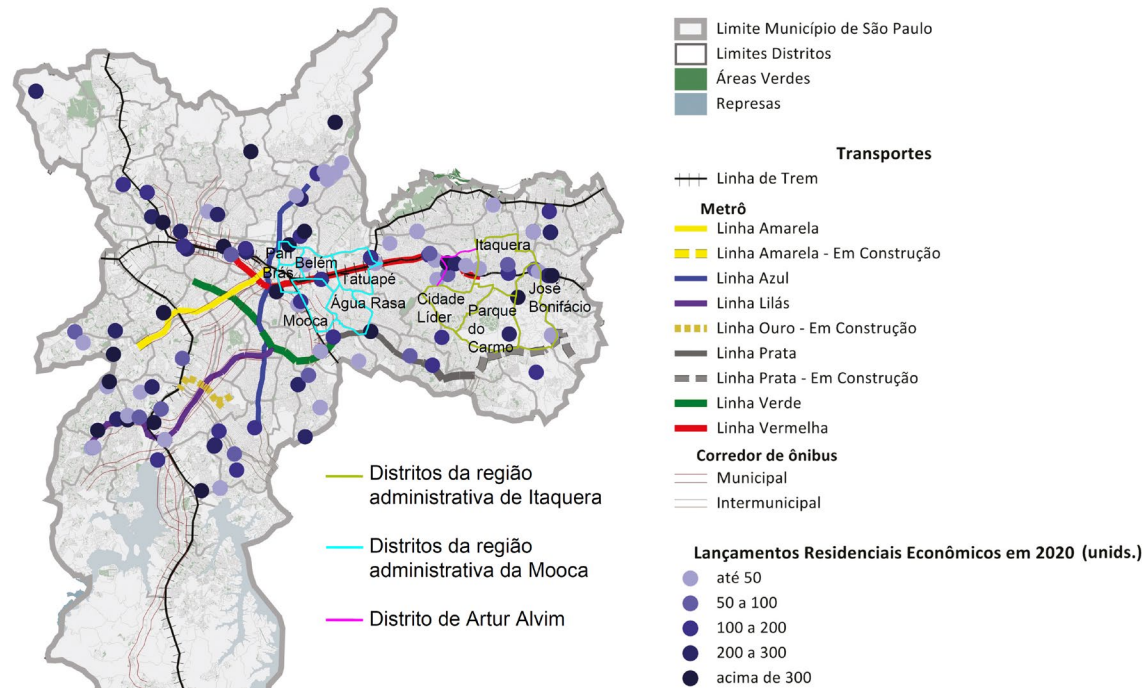 Limite Município de São Paulo
Limites Distritos
Áreas Verdes
Represas
Transportes
Linha de Trem
Metrô
Linha Amarela
Linha Amarela - Em Construção
Linha Azul
Linha Lilás
Linha Ouro - Em Construção
Linha Prata
Linha Prata - Em Construção
Linha Verde
Linha Vermelha
Corredor de ônibus
Municipal
Intermunicipal
Lançamentos Residenciais Econômicos em 2020 (unids.)
até 50
50 a 100
100 a 200
200 a 300
acima de 300
Pari
Brás
Belém
Tatuapé
Água Rasa
Mooca
Itaquera
Cidade
Líder
Parque
do
Carmo
José
Bonifácio
Distritos da região
administrativa de Itaquera
Distritos da região
administrativa da Mooca
Distrito de Artur Alvim